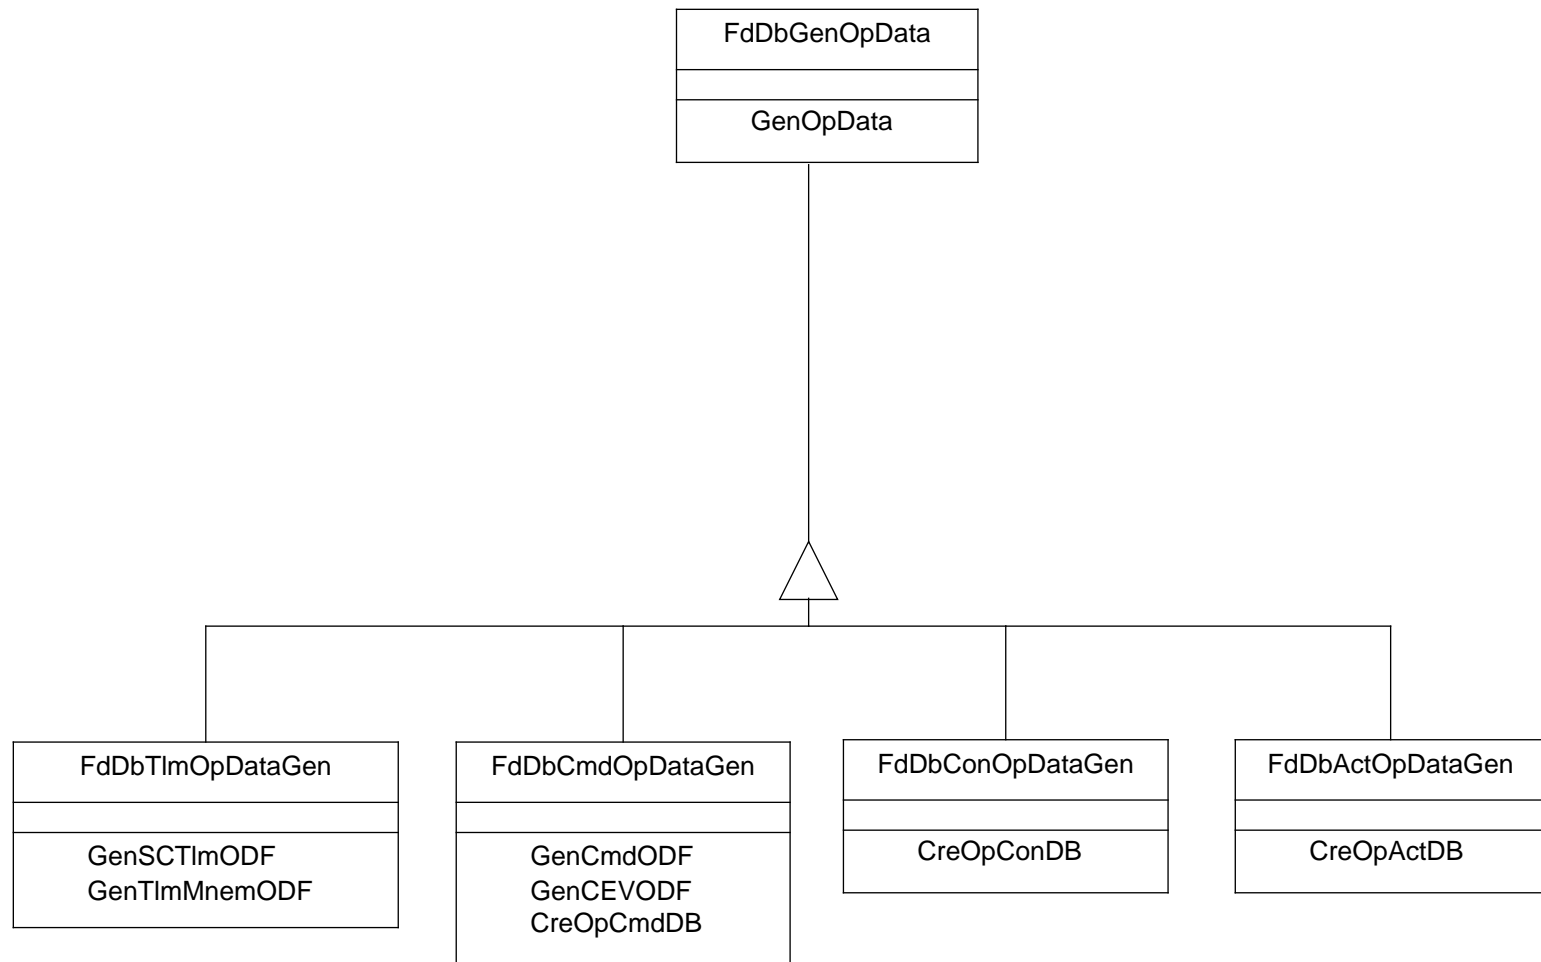 FdDbGenOpData
GenOpData
FdDbTlmOpDataGen
GenSCTlmODF
GenTlmMnemODF
FdDbCmdOpDataGen
GenCmdODF
GenCEVODF
CreOpCmdDB
FdDbConOpDataGen
CreOpConDB
FdDbActOpDataGen
CreOpActDB